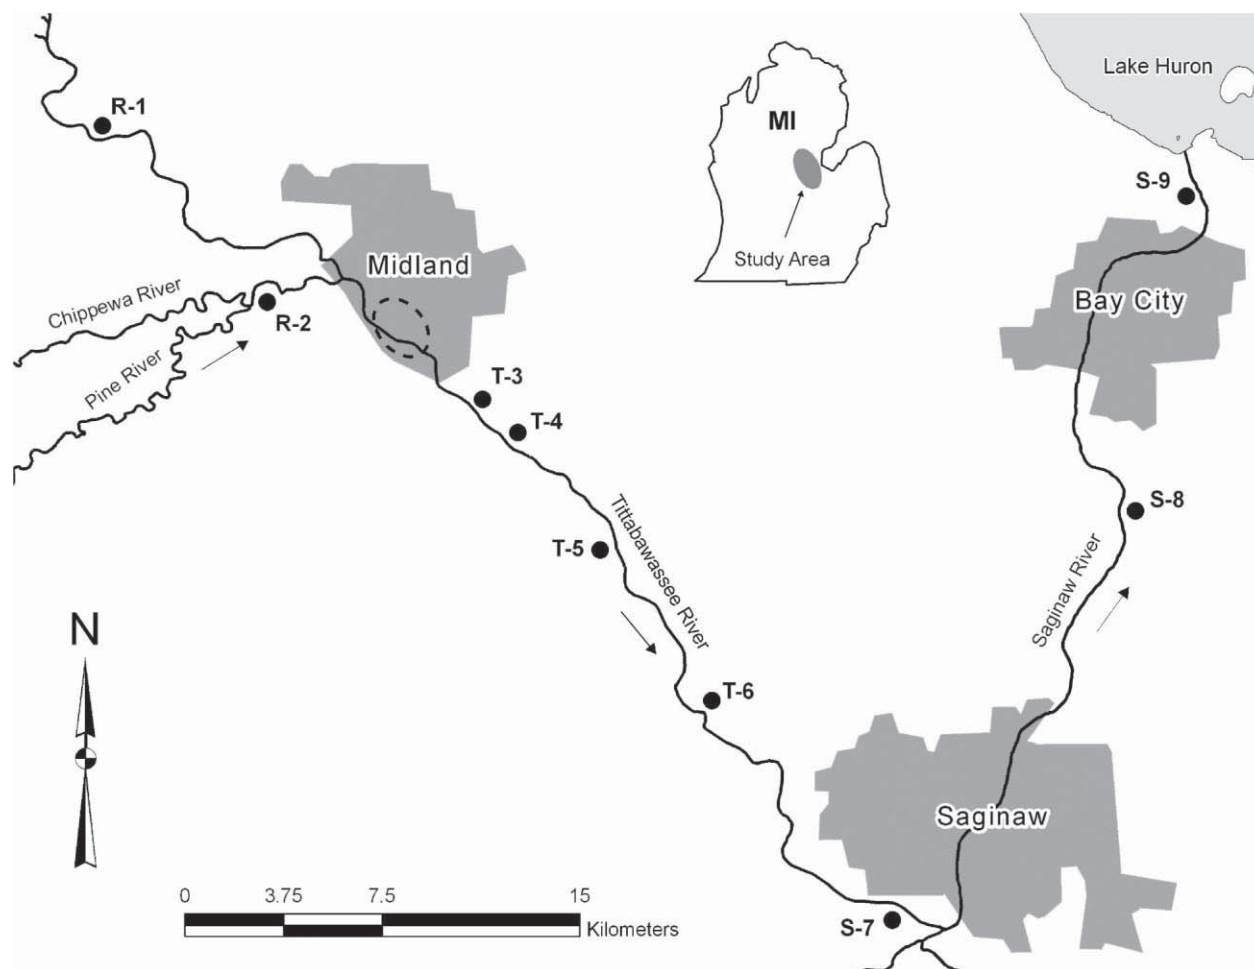 Lake Huron
R-1
MI
S-9
Midland
Study Area
Chippewa River
Bay City
R-2
Pine River
T-3
T-4
S-8
Tittabawassee River
T-5
Saginaw River
N
T-6
Saginaw
0 3.75 7.5 15
Kilometers
S-7